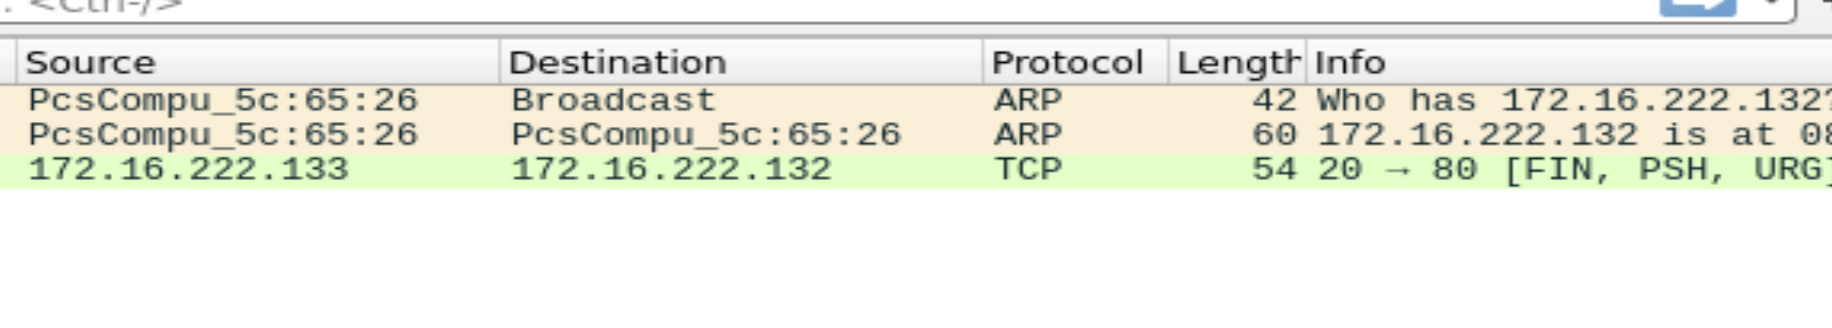 . <Ctrl-/>
Source Destination Protocol Length Info
PcsCompu_5c:65:26 Broadcast ARP 42 Who has 172.16.222.132?
PcsCompu_5c:65:26 PcsCompu_5c:65:26 ARP 60 172.16.222.132 is at 08
172.16.222.133 172.16.222.132 TCP 54 20 → 80 [FIN, PSH, URG]